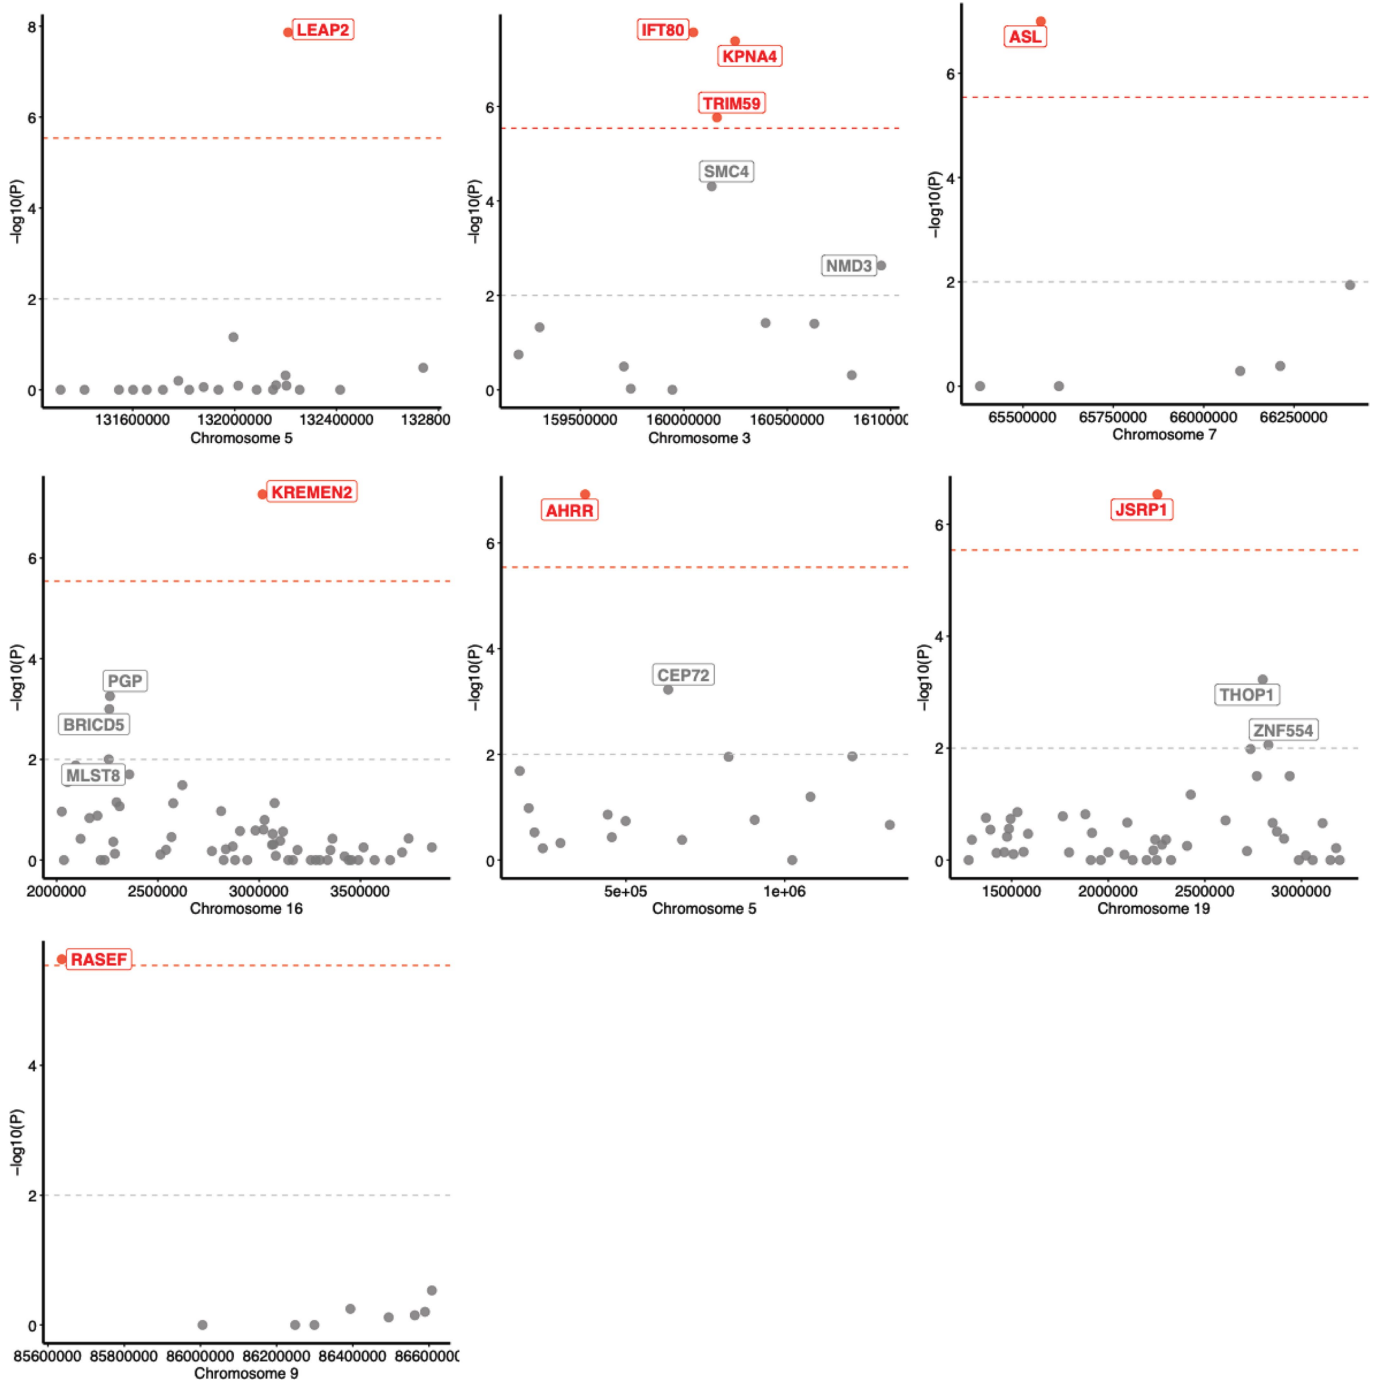 8
6
4
2
0
−log10(P)
LEAP2
131600000 132000000 132400000 132800
Chromosome 5
6
4
2
0
−log10(P)
IFT80
KPNA4
TRIM59
SMC4
NMD3
159500000 160000000 160500000 161000
Chromosome 3
6
4
2
0
−log10(P)
ASL
65500000 65750000 66000000 66250000
Chromosome 7
6
4
2
0
−log10(P)
KREMEN2
PGP
BRICD5
MLST8
2000000 2500000 3000000 3500000
Chromosome 16
6
4
2
0
−log10(P)
AHRR
CEP72
5e+05 1e+06
Chromosome 5
6
4
2
0
−log10(P)
JSRP1
THOP1
ZNF554
1500000 2000000 2500000 3000000
Chromosome 19
4
2
0
−log10(P)
RASEF
85600000 85800000 86000000 86200000 86400000 8660000
Chromosome 9